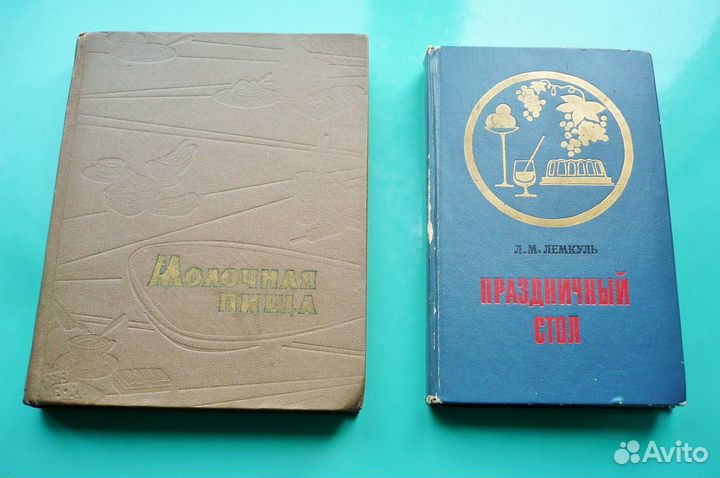 Молочная
пища
Л. М. ЛЕМКУЛЬ
ПРАЗДНИЧНЫЙ
СТОЛ
Avito